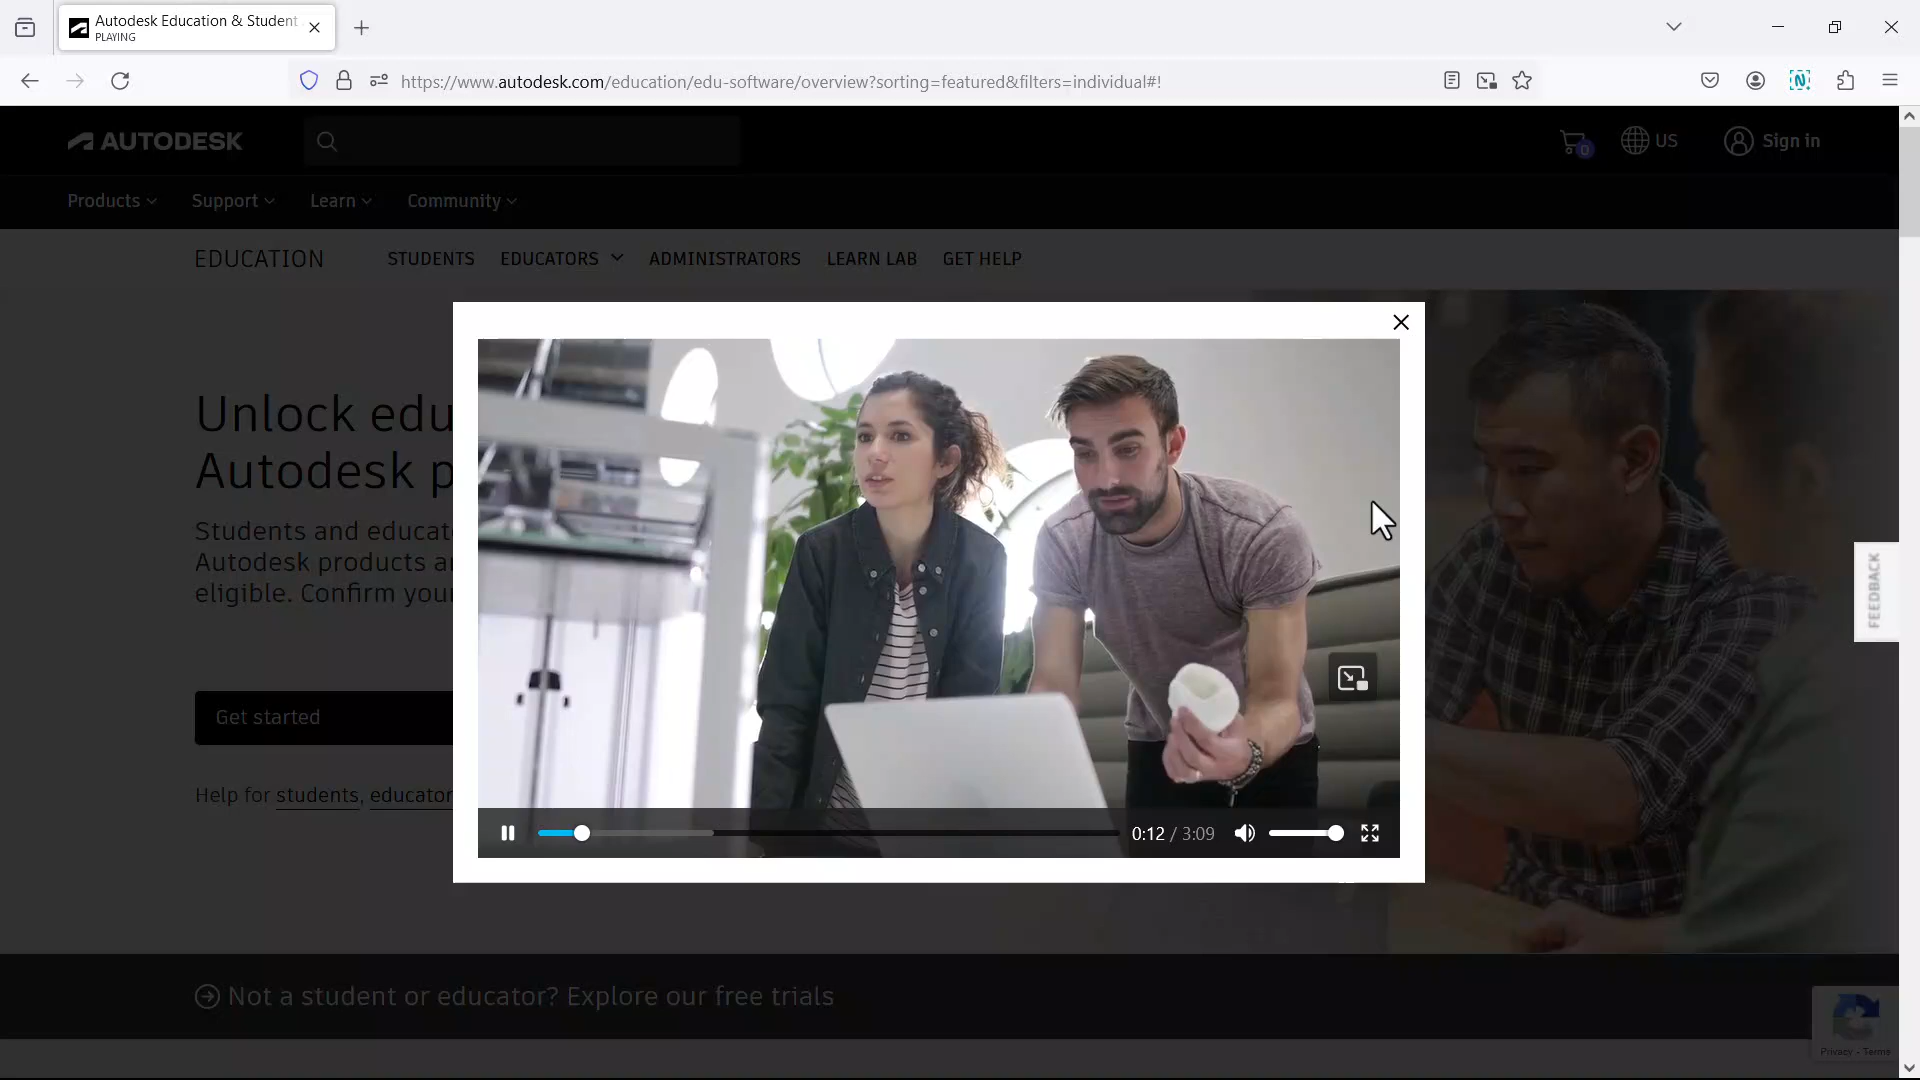 Autodesk Education & Student
PLAYING
https://www.autodesk.com/education/edu-software/overview?sorting=featured&filters=individual#!
AUTODESK
0
US
Sign in
Products
Support
Learn
Community
EDUCATION
STUDENTS
EDUCATORS
ADMINISTRATORS
LEARN LAB
GET HELP
Unlock edu
Autodesk p
Students and educat
Autodesk products a
eligible. Confirm your
Get started
Help for students, educator
0:12 / 3:09
FEEDBACK
Not a student or educator? Explore our free trials
Privacy - Terms